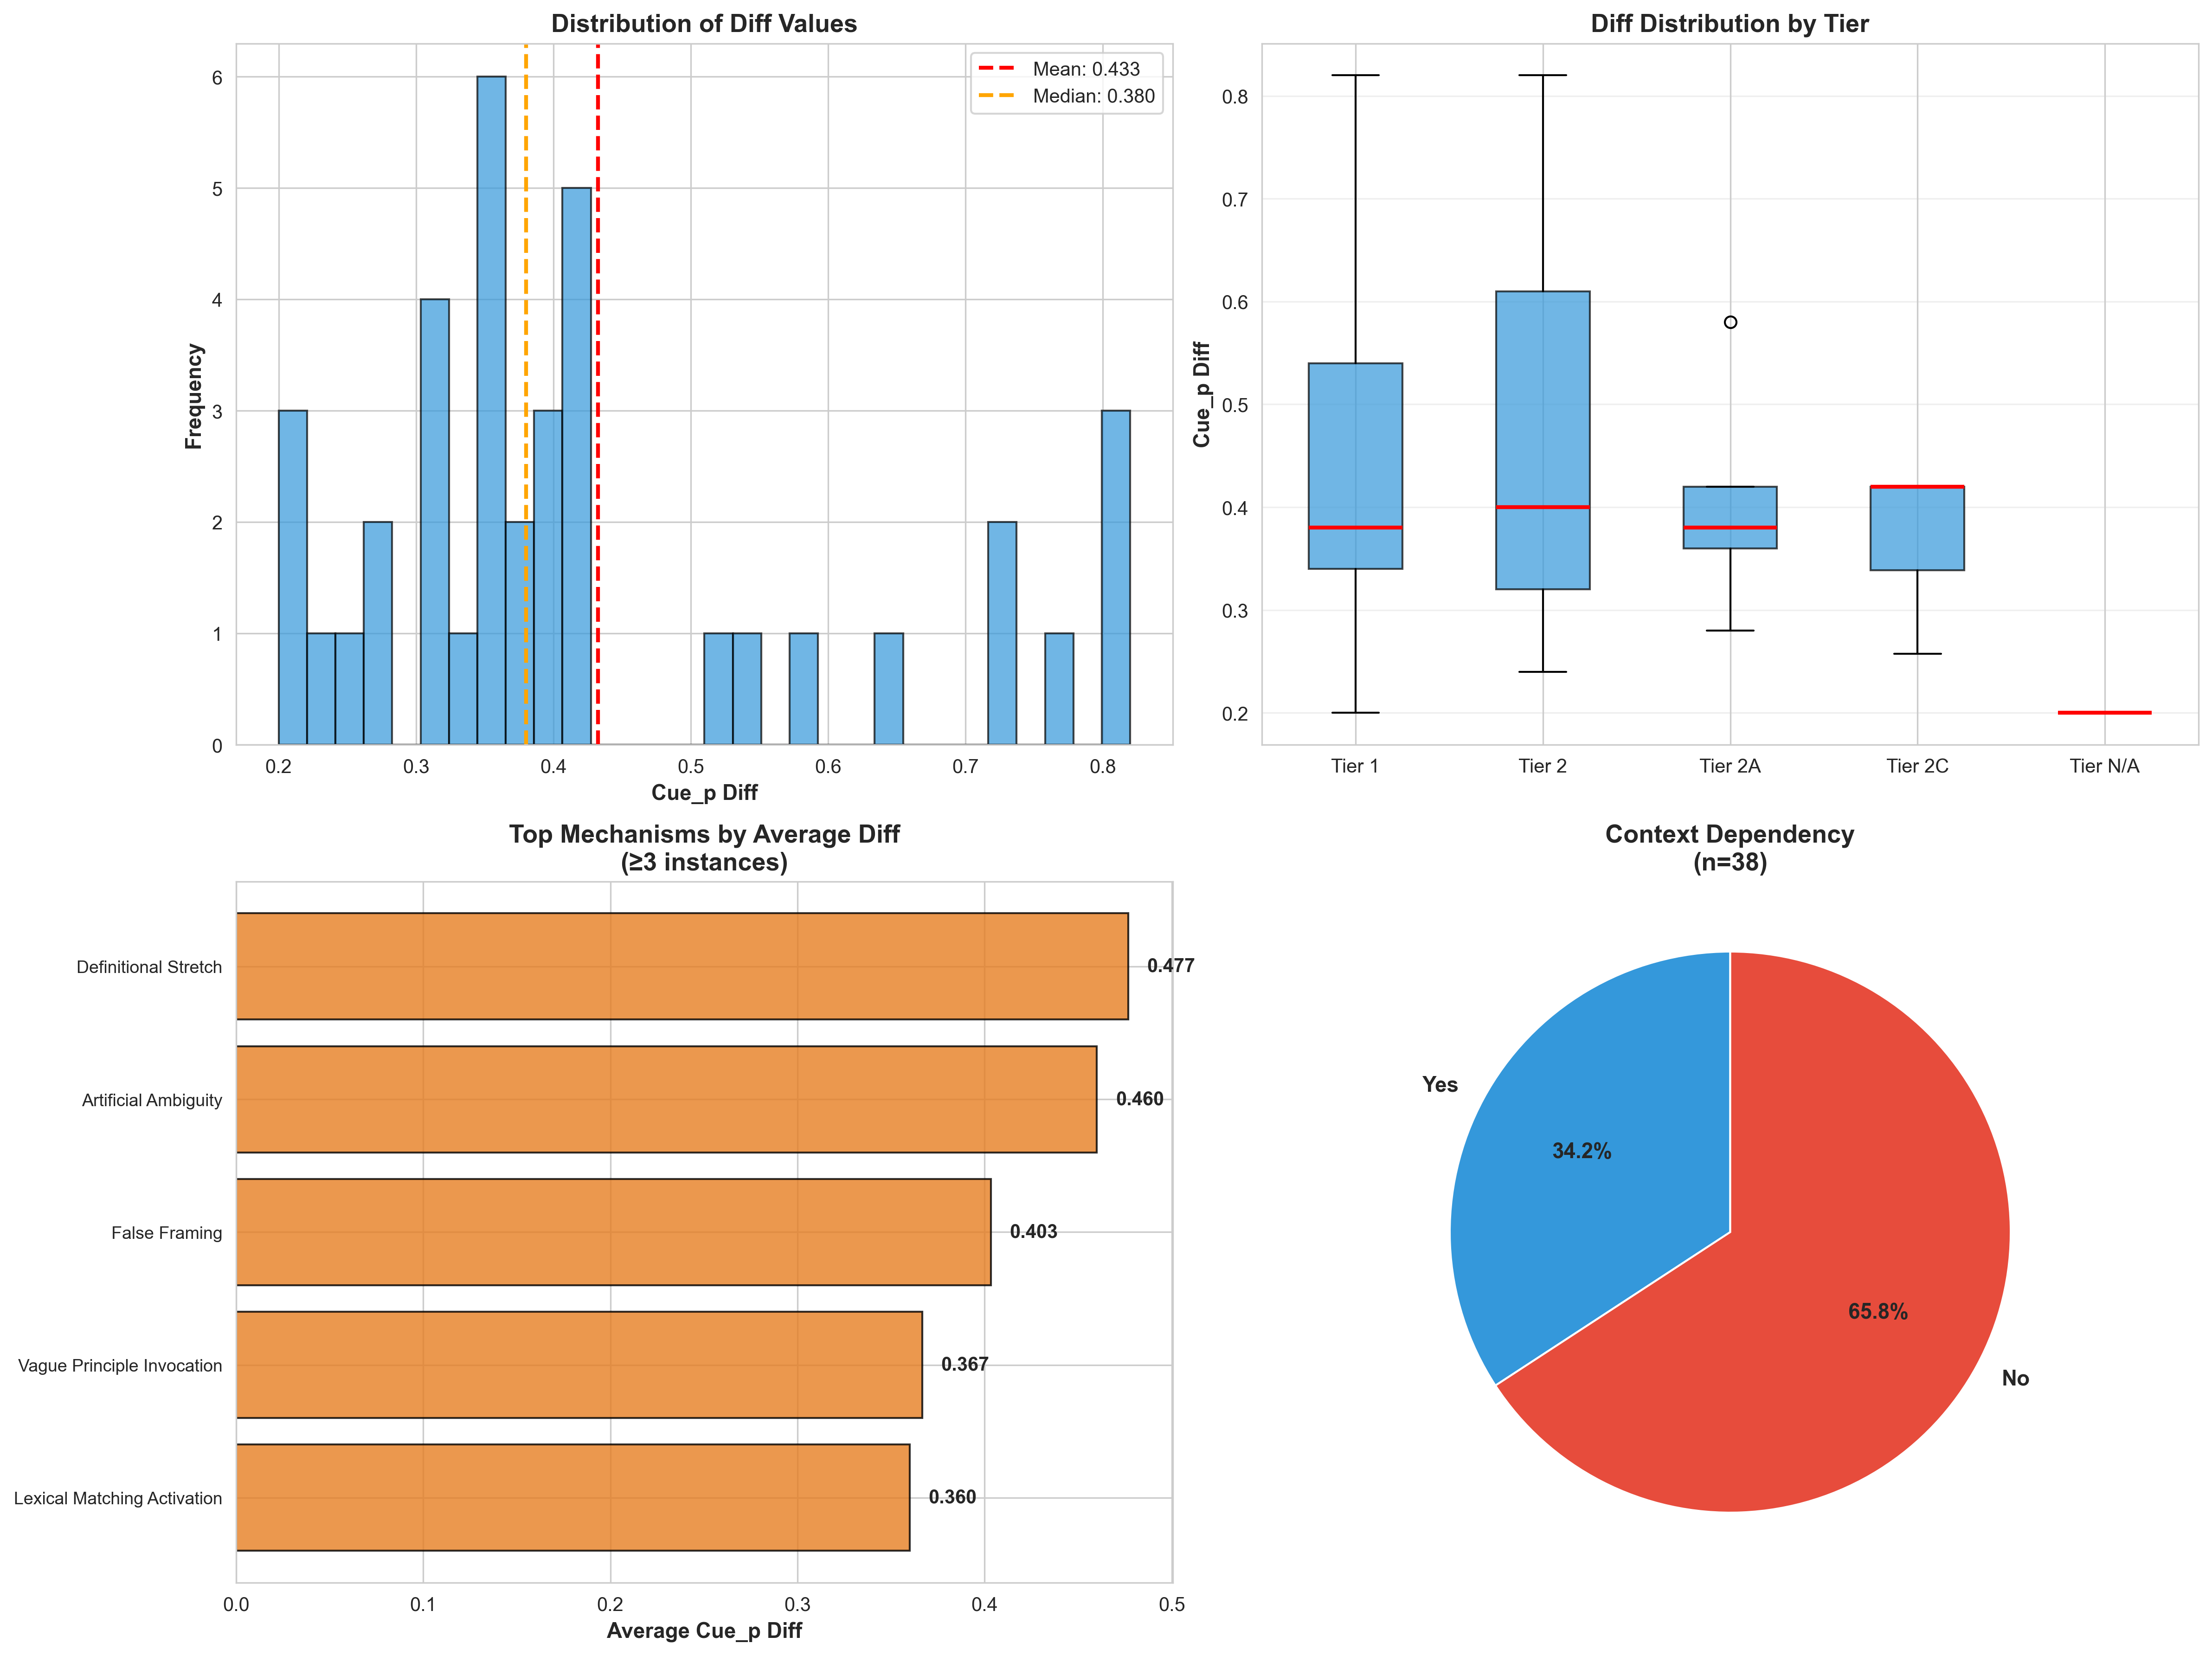 Distribution of Diff Values
Mean: 0.433
Median: 0.380
Frequency
6
5
4
3
2
1
0
0.2 0.3 0.4 0.5 0.6 0.7 0.8
Cue_p Diff
Diff Distribution by Tier
Cue_p Diff
0.8
0.7
0.6
0.5
0.4
0.3
0.2
Tier 1 Tier 2 Tier 2A Tier 2C Tier N/A
Top Mechanisms by Average Diff
(≥3 instances)
Definitional Stretch 0.477
Artificial Ambiguity 0.460
False Framing 0.403
Vague Principle Invocation 0.367
Lexical Matching Activation 0.360
0.0 0.1 0.2 0.3 0.4 0.5
Average Cue_p Diff
Context Dependency
(n=38)
Yes
34.2%
65.8%
No